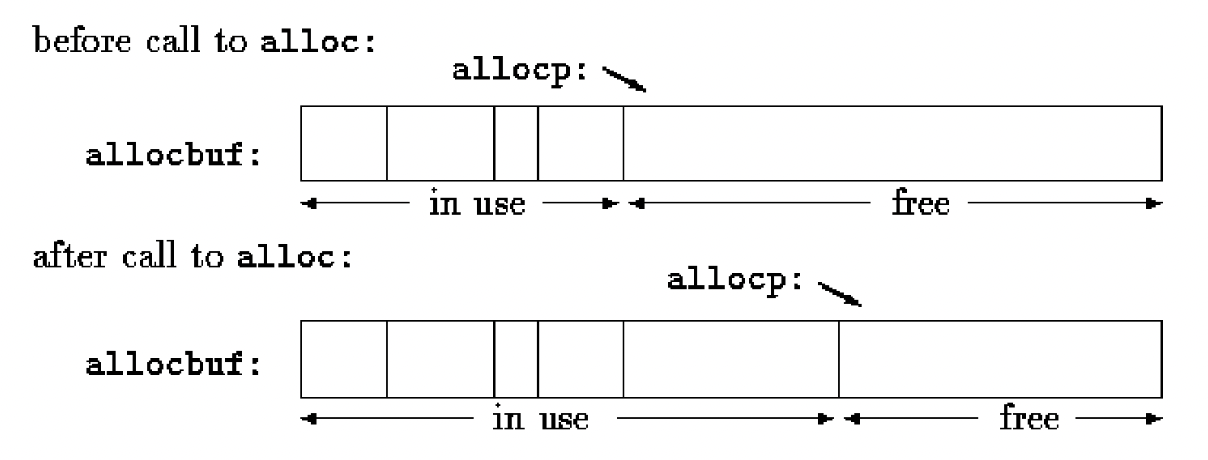 before call to alloc:
allocp:
allocbuf:
in use
free
after call to alloc:
allocp:
allocbuf:
in use
free